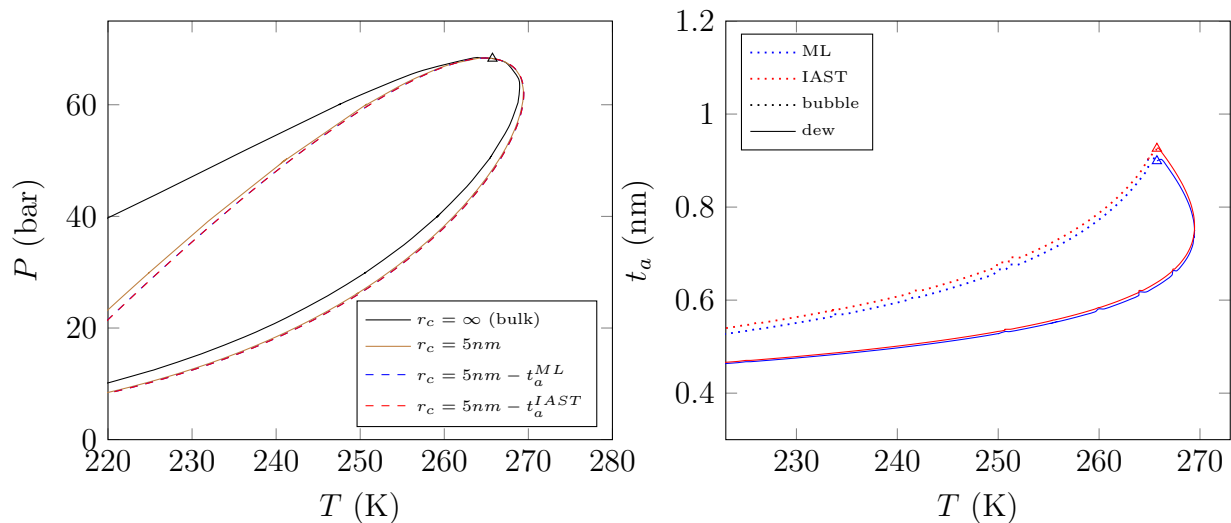 60
40
20
0
220
230
240
250
260
270
280
P (bar)
T (K)
r_c = ∞ (bulk)
r_c = 5nm
r_c = 5nm − t_a^{ML}
r_c = 5nm − t_a^{IAST}
1.2
1
0.8
0.6
0.4
230
240
250
260
270
t_a (nm)
T (K)
ML
IAST
bubble
dew